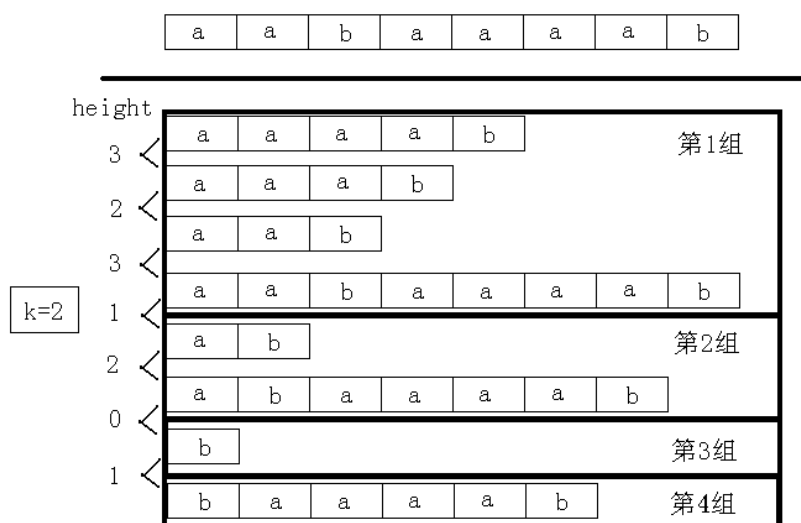 a a b a a a a b
height
a a a a b 第1组
3
a a a b
2
a a b
3
a a b a a a a b
k=2
1
a b 第2组
2
a b a a a a b
0
b 第3组
1
b a a a a b 第4组